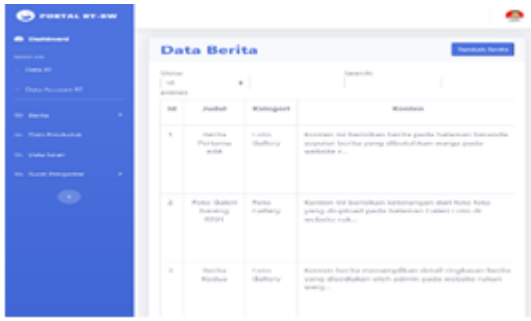 PORTAL RT-RW
Dashboard
Data RT
Data Account RT
Berita
Data Penduduk
Data Surat
Surat Pengantar
Data Berita
Tambah Berita
Show
10
entries
Search:
Id
Judul
Kategori
Konten
1
Berita
Pertama
Foto
Gallery
Konten ini berisikan berita pada halaman beranda
seputar berita yang dibutuhkan warga pada
website r...
2
Foto Galeri
Foto
Gallery
Konten ini berisikan keterangan dari foto foto
yang diupload pada halaman Galeri Foto di
website ruk...
3
Berita
Kedua
Foto
Gallery
Konten berita menampilkan detail ringkasan berita
yang disediakan oleh admin pada website rukun
warg...